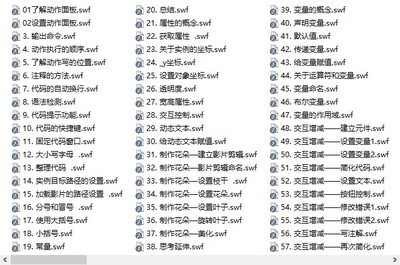 01了解动作面板.swf
02设置动作面板.swf
3. 输出命令.swf
4. 动作执行的顺序.swf
5. 了解动作写的位置.swf
6. 注释的方法.swf
7. 代码的自动换行.swf
8. 语法检测.swf
9. 代码提示功能.swf
10. 代码的快捷键.swf
11. 固定代码窗口.swf
12. 大小写字母 .swf
13. 整理代码 .swf
14. 实例目标路径的设置.swf
15. 加载影片的路径设置 .swf
16. 分号和冒号 .swf
17. 使用大括号.swf
18. 小括号.swf
19. 常量.swf
20. 总结.swf
21. 属性的概念.swf
22. 获取属性 .swf
23. 关于实例的坐标.swf
24. _y坐标.swf
25. 设置对象坐标.swf
26. 透明度.swf
27. 宽高属性.swf
28. 交互控制.swf
29. 动态文本.swf
30. 给动态文本赋值.swf
31. 制作花朵——建立影片剪辑.swf
32. 制作花朵——影片剪辑命名.swf
33. 制作花朵——设置枝干 .swf
34. 制作花朵——设置花朵.swf
35. 制作花朵——设置叶子.swf
36. 制作花朵——旋转叶子.swf
37. 制作花朵——美化.swf
38. 思考延伸.swf
39. 变量的概念.swf
40. 声明变量.swf
41. 默认值.swf
42. 传递变量.swf
43. 给变量赋值.swf
44. 关于运算符和变量.swf
45. 变量命名.swf
46. 布尔变量.swf
47. 变量的作用域.swf
48. 交互增减——建立元件.swf
49. 交互增减——设置变量1.swf
50. 交互增减——设置变量2.swf
51. 交互增减——简化代码.swf
52. 交互增减——设置文本.swf
53. 交互增减——按钮控制.swf
54. 交互增减——修改错误1.swf
55. 交互增减——修改错误2.swf
56. 交互增减——写注解.swf
57. 交互增减——再次简化.swf